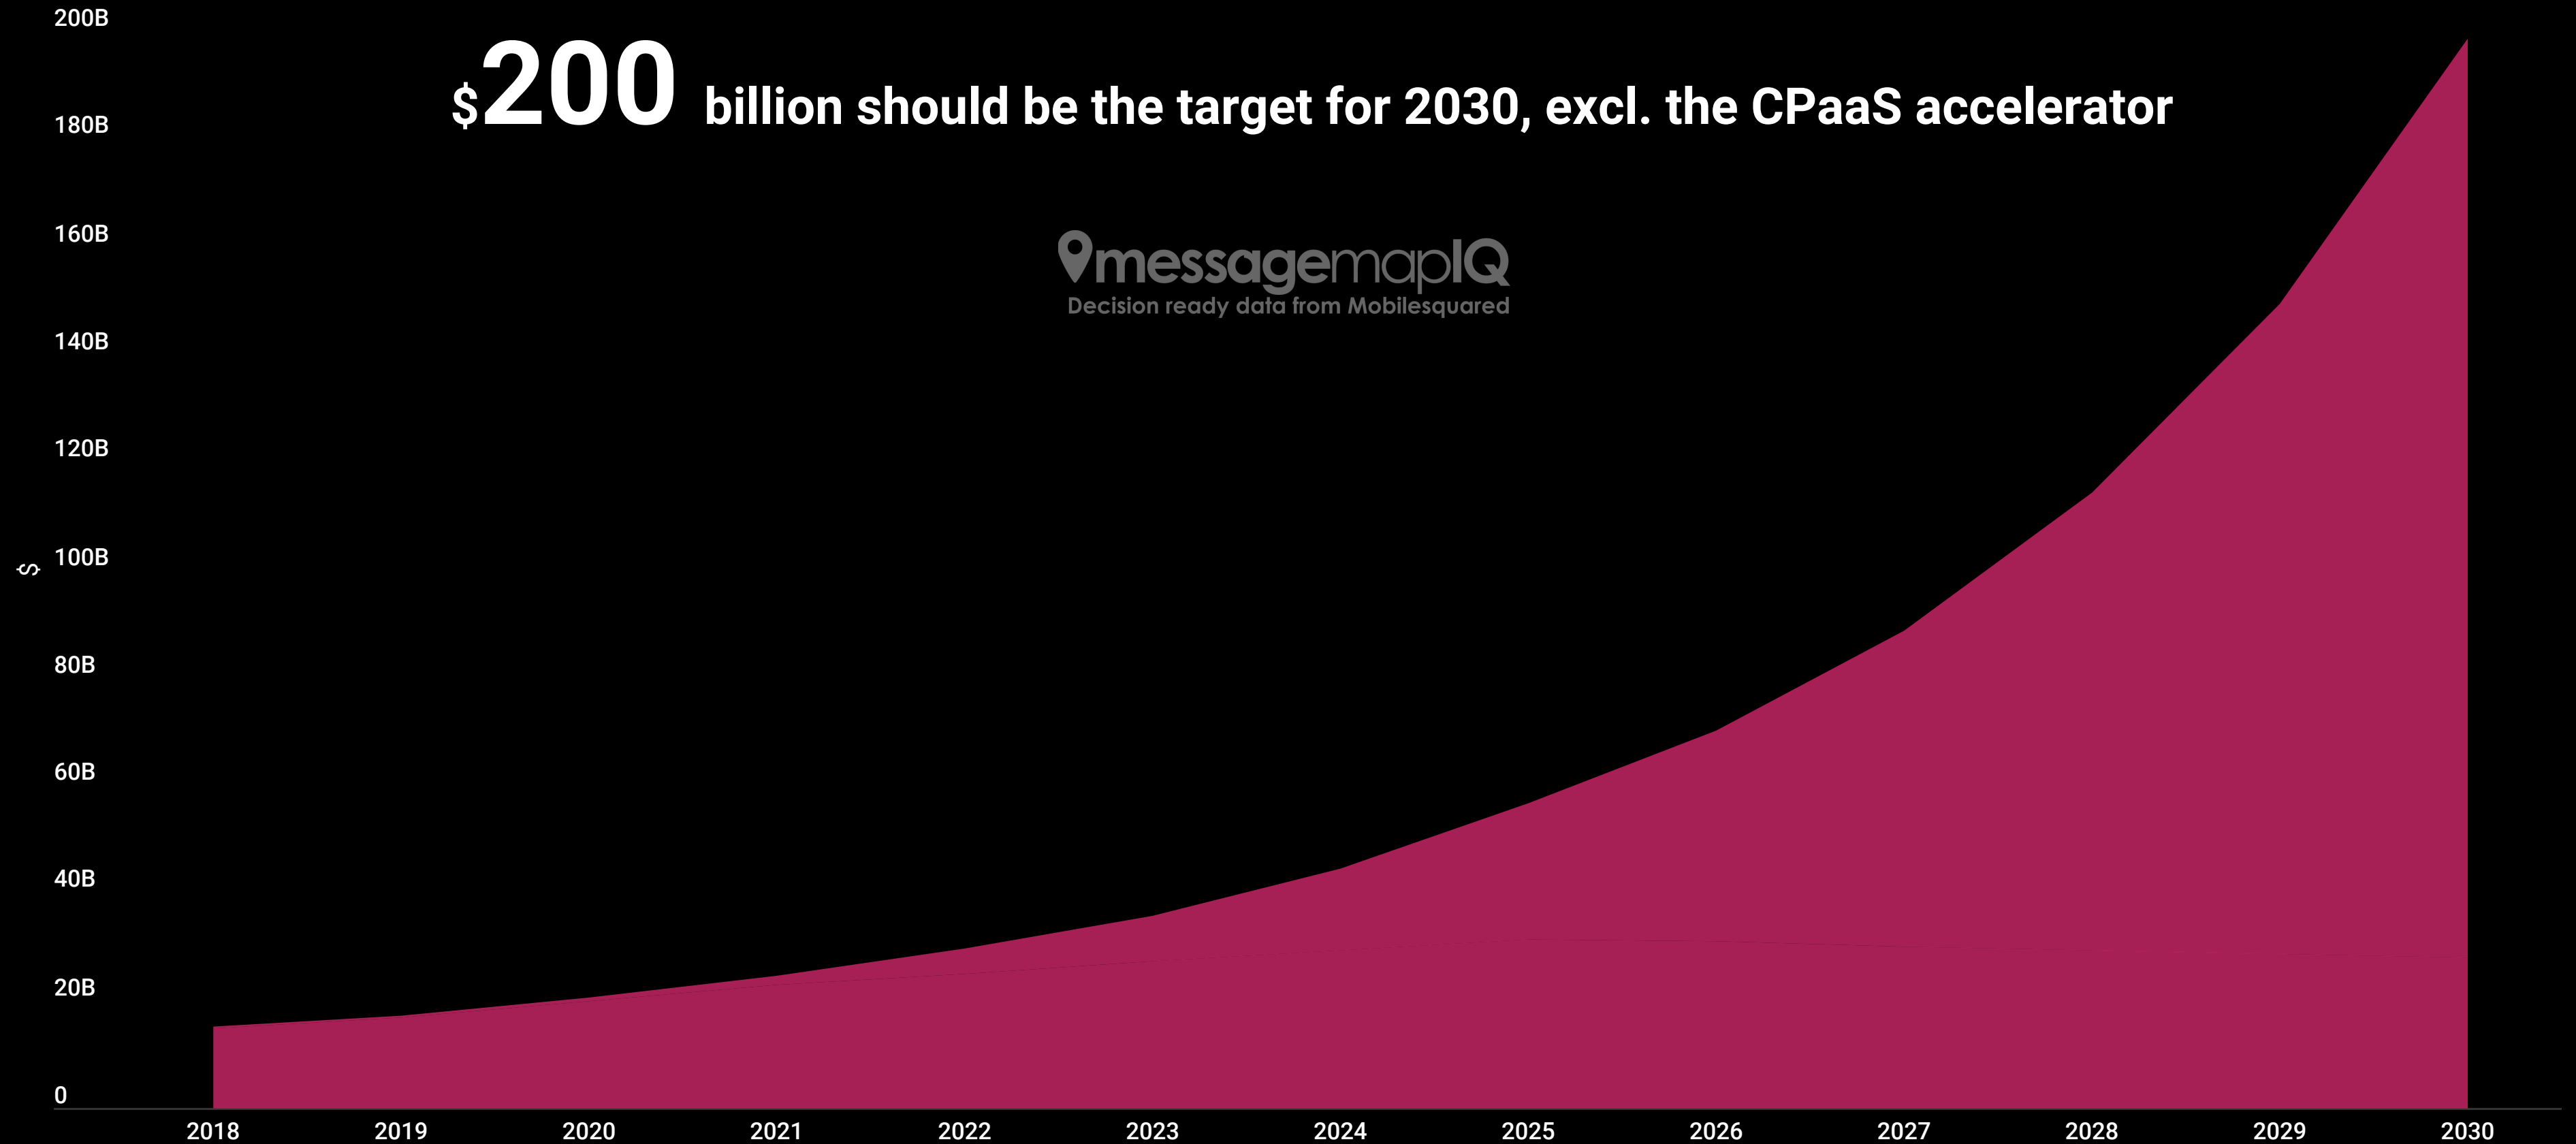 200B
$200 billion should be the target for 2030, excl. the CPaaS accelerator
180B
160B
messagemapIQ
Decision ready data from Mobilesquared
140B
120B
100B
$
80B
60B
40B
20B
0
2018 2019 2020 2021 2022 2023 2024 2025 2026 2027 2028 2029 2030